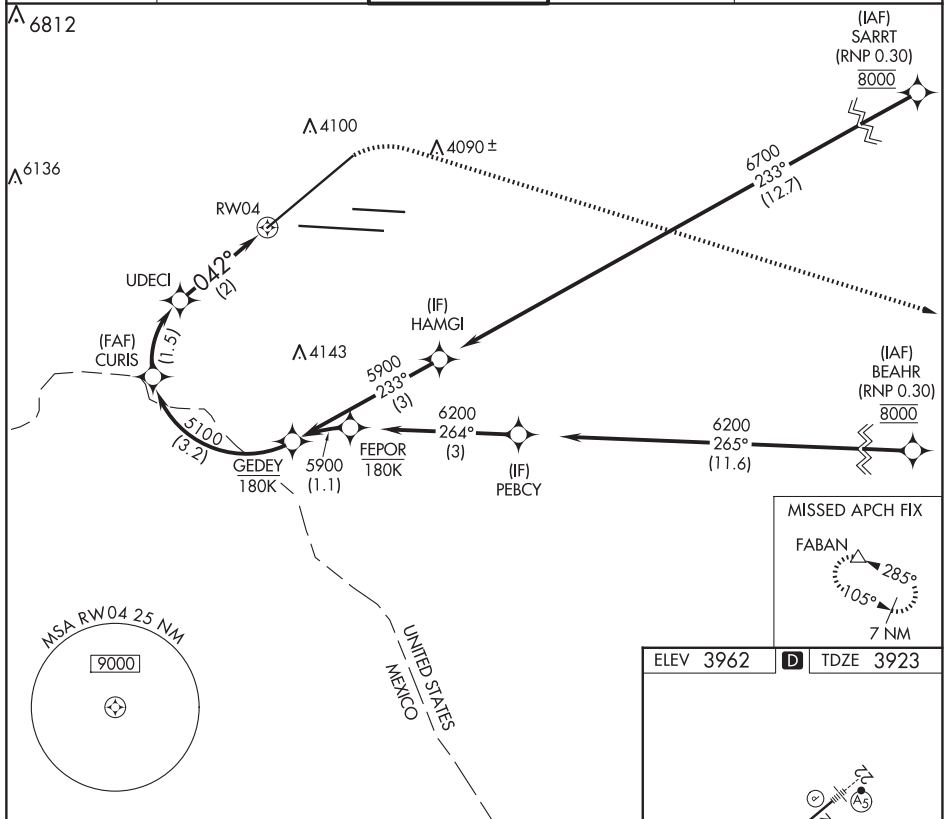 6812
(IAF)
SARRT
(RNP 0.30)
8000
4100
4090 ±
6136
6700
233°
(12.7)
RW04
042°
(2)
UDECI
(IF)
HAMGI
(1.5)
(FAF)
CURIS
4143
5900
233°
(3)
(IAF)
BEAHR
(RNP 0.30)
8000
5100
(3.2)
GEDEY
180K
5900
(1.1)
FEPOR
180K
6200
264°
(3)
(IF)
PEBCY
6200
265°
(11.6)
MISSED APCH FIX
FABAN
285°
105°
7 NM
MSA RW04 25 NM
9000
UNITED STATES
MEXICO
ELEV 3962
D
TDZE 3923
22
P
A5